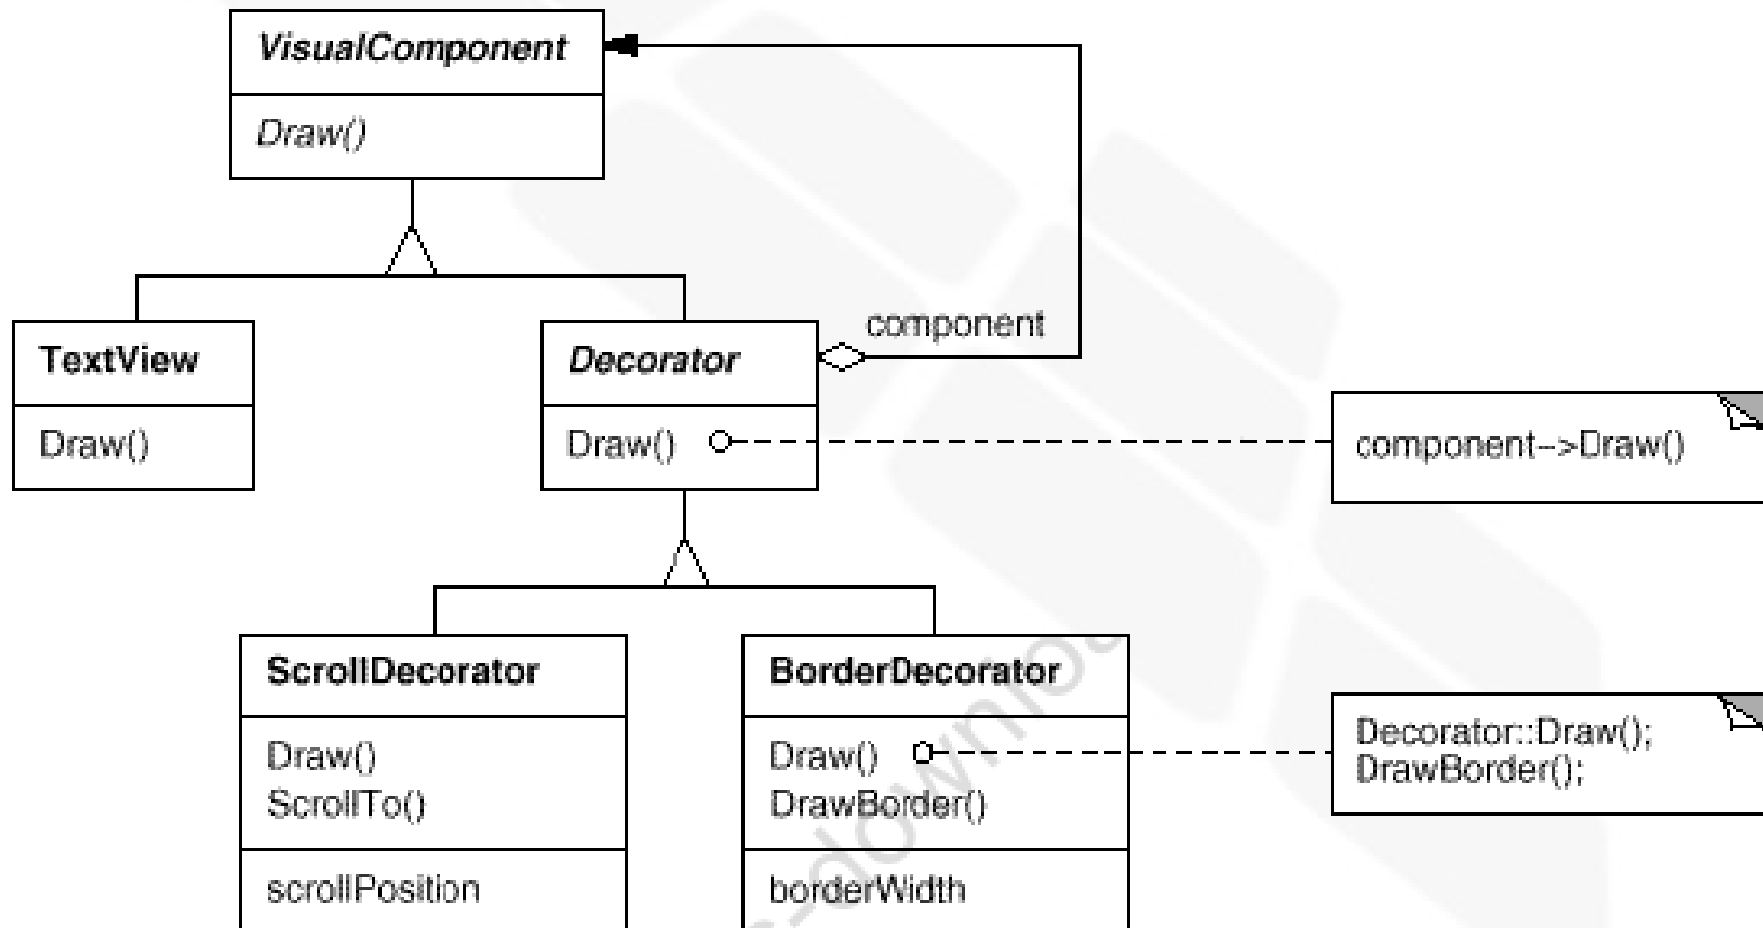 VisualComponent
Draw()
component
TextView
Draw()
Decorator
Draw()
component-->Draw()
ScrollDecorator
Draw()
ScrollTo()
scrollPosition
BorderDecorator
Draw()
DrawBorder()
borderWidth
Decorator::Draw();
DrawBorder();